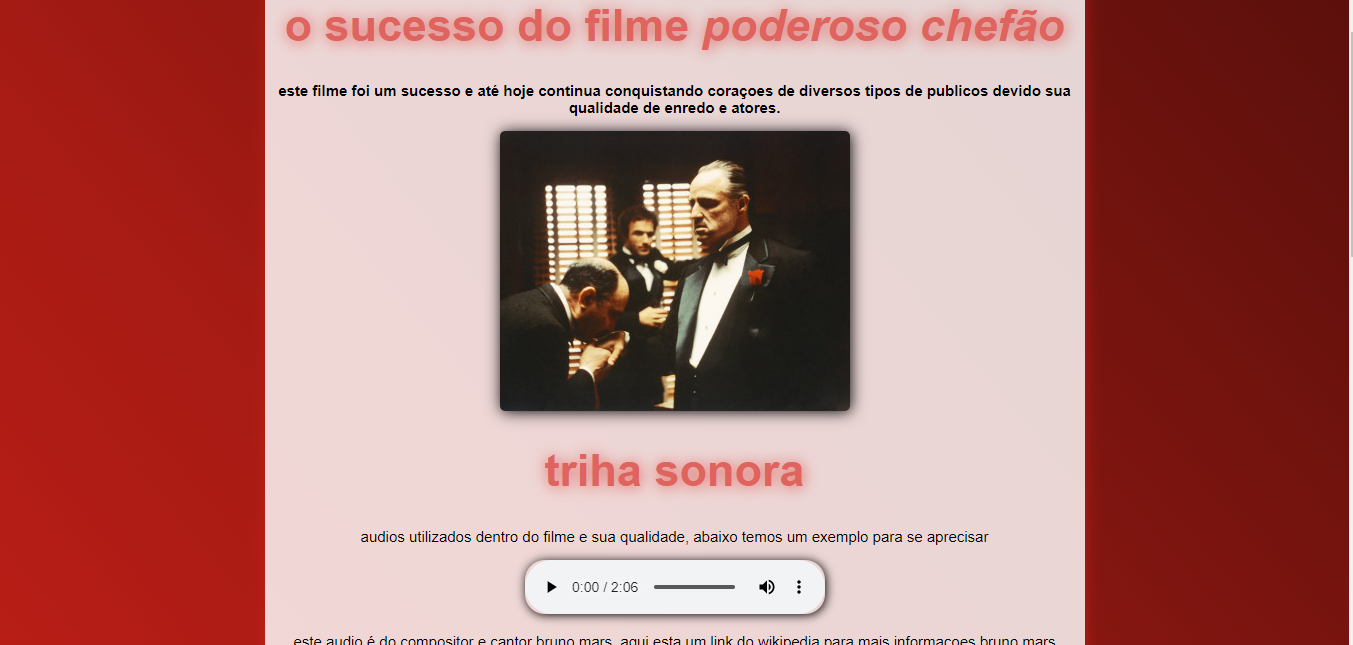 o sucesso do filme poderoso chefão
este filme foi um sucesso e até hoje continua conquistando coraçoes de diversos tipos de publicos devido sua
qualidade de enredo e atores.
triha sonora
audios utilizados dentro do filme e sua qualidade, abaixo temos um exemplo para se aprecisar
0:00 / 2:06
este audio é do compositor e cantor bruno mars, aqui esta um link do wikipedia para mais informaçoes bruno mars